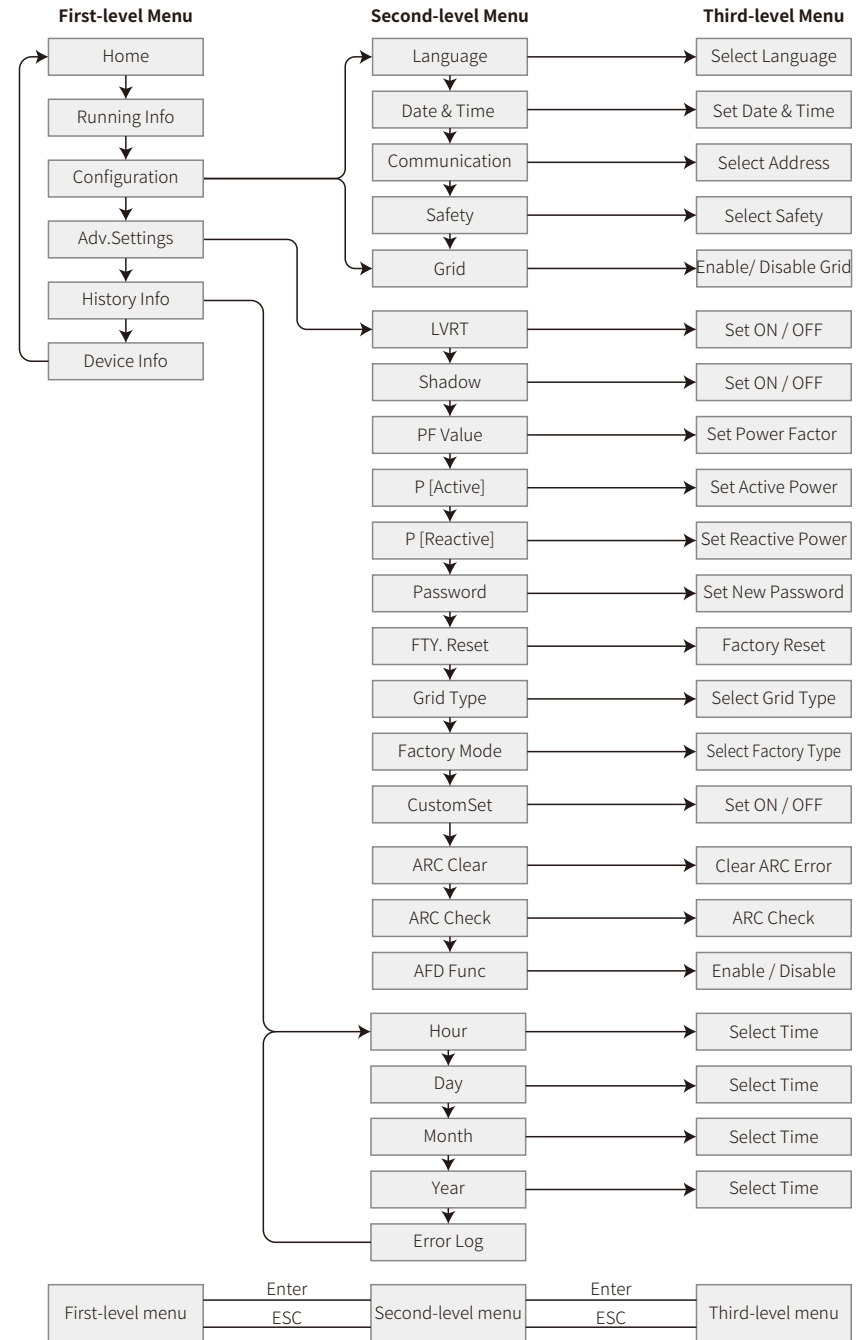 First-level Menu
Second-level Menu
Third-level Menu
Home
Running Info
Configuration
Adv.Settings
History Info
Device Info
Language
Select Language
Date & Time
Set Date & Time
Communication
Select Address
Safety
Select Safety
Grid
Enable/ Disable Grid
LVRT
Set ON / OFF
Shadow
Set ON / OFF
PF Value
Set Power Factor
P [Active]
Set Active Power
P [Reactive]
Set Reactive Power
Password
Set New Password
FTY. Reset
Factory Reset
Grid Type
Select Grid Type
Factory Mode
Select Factory Type
CustomSet
Set ON / OFF
ARC Clear
Clear ARC Error
ARC Check
ARC Check
AFD Func
Enable / Disable
Hour
Select Time
Day
Select Time
Month
Select Time
Year
Select Time
Error Log
First-level menu
Enter
ESC
Second-level menu
Enter
ESC
Third-level menu